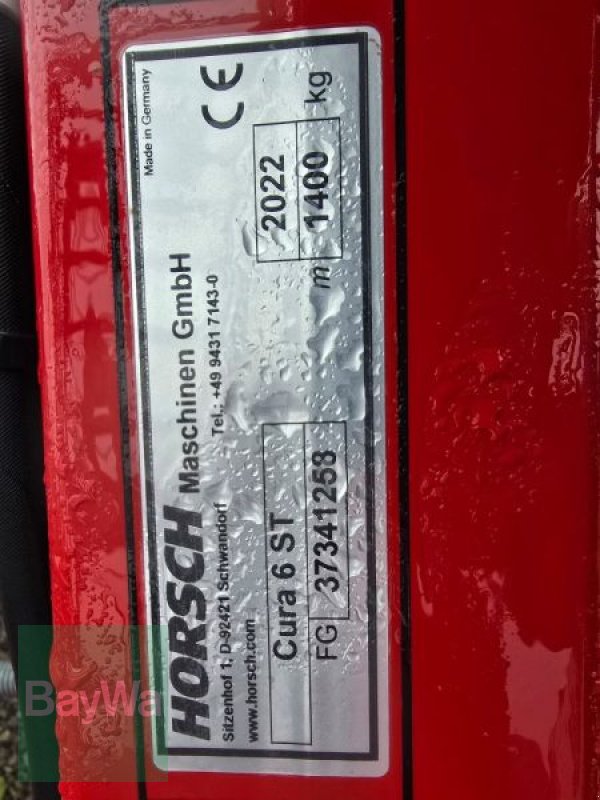 HORSCH Maschinen GmbH
Made in Germany
Sitzenhof 1, D-92421 Schwandorf Tel.: +49 9431 7143-0
www.horsch.com
CE
Cura 6 ST
2022
FG 37341258
m 1400 kg
BayWa